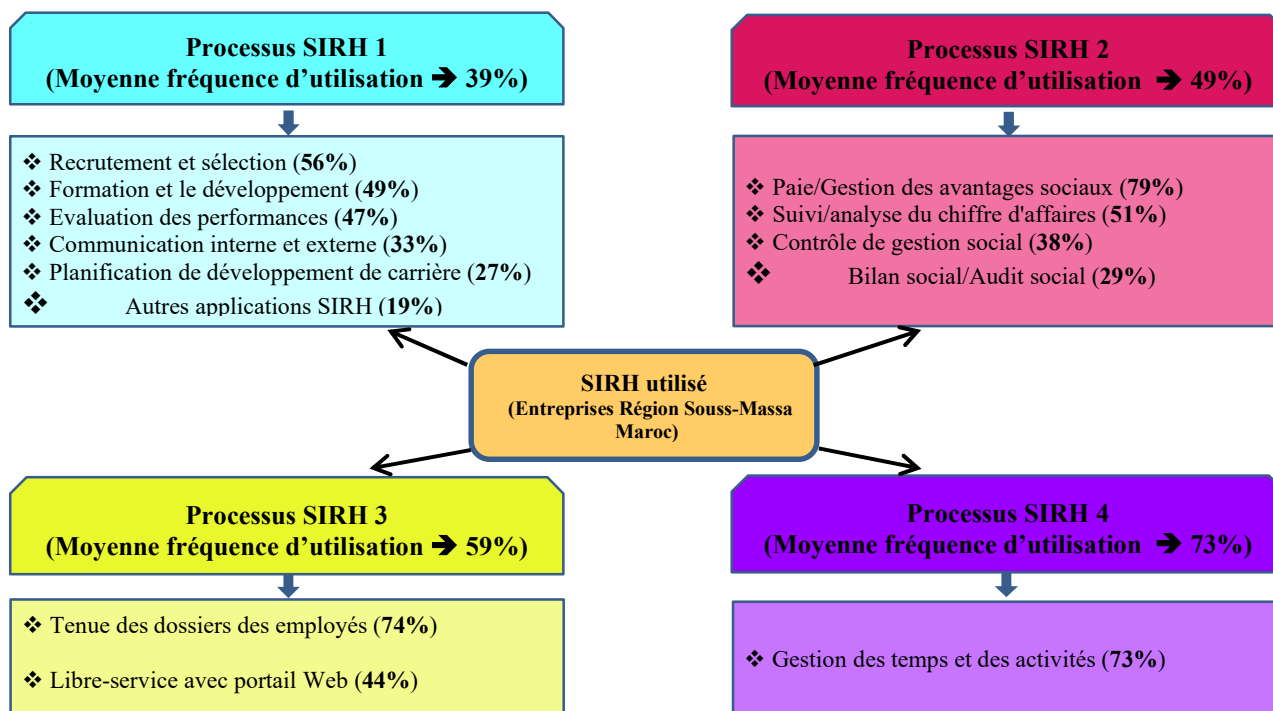 Processus SIRH 1
(Moyenne fréquence d'utilisation ➔ 39%)
❖ Recrutement et sélection (56%)
❖ Formation et le développement (49%)
❖ Evaluation des performances (47%)
❖ Communication interne et externe (33%)
❖ Planification de développement de carrière (27%)
❖ Autres applications SIRH (19%)
Processus SIRH 2
(Moyenne fréquence d'utilisation ➔ 49%)
❖ Paie/Gestion des avantages sociaux (79%)
❖ Suivi/analyse du chiffre d'affaires (51%)
❖ Contrôle de gestion social (38%)
❖ Bilan social/Audit social (29%)
SIRH utilisé
(Entreprises Région Souss-Massa
Maroc)
Processus SIRH 3
(Moyenne fréquence d'utilisation ➔ 59%)
❖ Tenue des dossiers des employés (74%)
❖ Libre-service avec portail Web (44%)
Processus SIRH 4
(Moyenne fréquence d'utilisation ➔ 73%)
❖ Gestion des temps et des activités (73%)